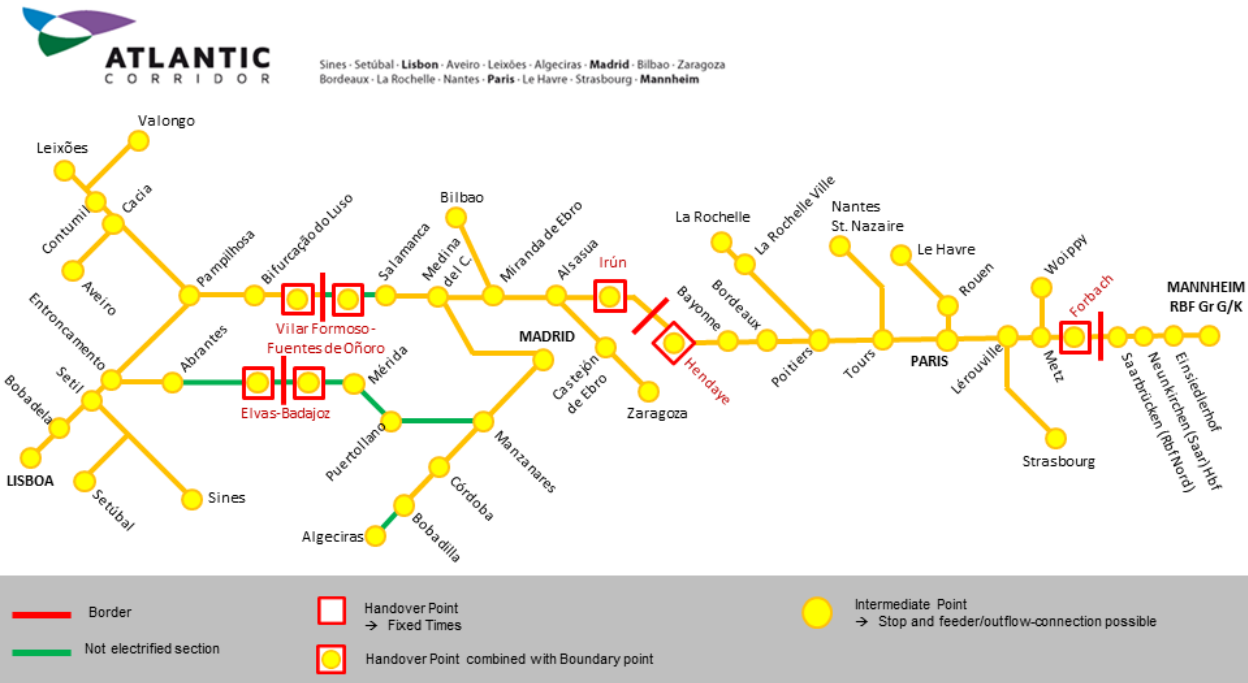 ATLANTIC
CORRIDOR
Sines · Setúbal · Lisbon · Aveiro · Leixões · Algeciras · Madrid · Bilbao · Zaragoza
Bordeaux · La Rochelle · Nantes · Paris · Le Havre · Strasbourg · Mannheim
Valongo
Leixões
Cacia
Contumil
Aveiro
Pampilhosa
Bifurcação do Luso
Vilar Formoso-
Fuentes de Oñoro
Salamanca
Medina
del C.
Bilbao
Miranda de Ebro
Alsasua
Irún
Hendaye
Bayonne
Bordeaux
La Rochelle
La Rochelle Ville
Poitiers
Nantes
St. Nazaire
Tours
Le Havre
Rouen
PARIS
Lérouville
Woippy
Metz
Forbach
MANNHEIM
RBF Gr G/K
Saarbrücken (Rbf Nord)
Neunkirchen (Saar) Hbf
Einsiedlerhof
Strasbourg
Castejón
de Ebro
Zaragoza
MADRID
Entroncamento
Abrantes
Elvas-Badajoz
Mérida
Puertollano
Manzanares
Córdoba
Bobadilla
Algeciras
Setil
Bobadela
LISBOA
Setúbal
Sines
Border
Not electrified section
Handover Point
→ Fixed Times
Handover Point combined with Boundary point
Intermediate Point
→ Stop and feeder/outflow-connection possible